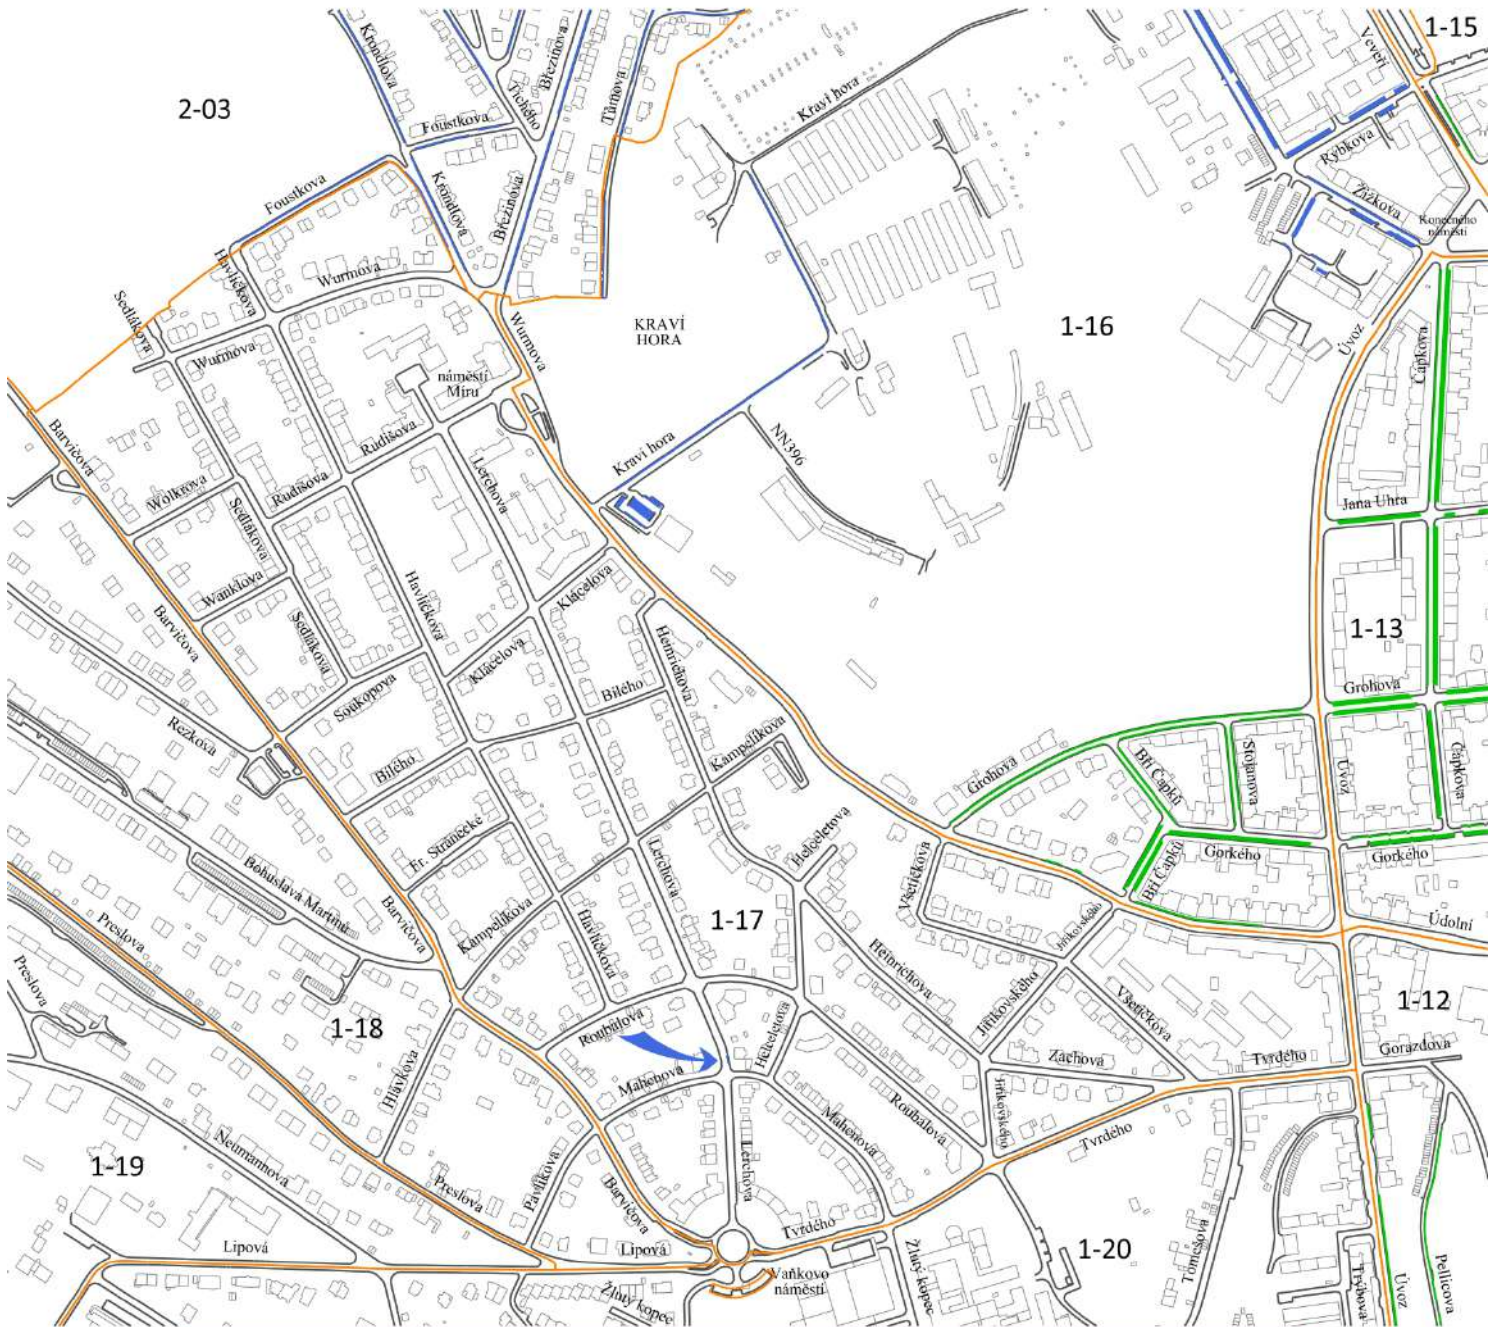 1-15
2-03
Krondlova
Tichého
Březinova
Tůmova
Foustkova
Kraví hora
Veveří
Rybkova
Žižkova
Konečného
náměstí
Foustkova
Krondlova
Březinova
Havlíčkova
Wurmova
Sedlákova
Wurmova
Wurmova
KRAVÍ
HORA
1-16
Úvoz
Čápkova
náměstí
Míru
Barvičova
Rudišova
Kraví hora
NN396
Lerchova
Wolkrova
Rudišova
Sedlákova
Jana Uhra
Wanklova
Klácelova
Havlíčkova
Barvičova
Sedlákova
Heinrichova
1-13
Klácelova
Bílého
Soukopova
Grohova
Rezkova
Bílého
Kampelíkova
Grohova
Bří Čapků
Stojanova
Úvoz
Čápkova
Fr. Stránecké
Helceletova
Lerchova
Všetičkova
Bří Čapků
Gorkého
Gorkého
Bohuslava Martinů
Barvičova
Kampelíkova
Havlíčkova
1-17
Jiříkovského
Údolní
Preslova
Preslova
Heinrichova
Jiříkovského
Všetičkova
1-12
1-18
Roubalova
Helceletova
Zachova
Tvrdého
Gorazdova
Hlávkova
Mahenova
Mahenova
Roubalova
Jiříkovského
Tvrdého
1-19
Neumannova
Preslova
Pavlíkova
Barvičova
Lerchova
Tvrdého
Lipová
Lipová
1-20
Žlutý kopec
Tomešova
Vaňkovo
náměstí
Žlutý kopec
Trýbova
Úvoz
Pellicova